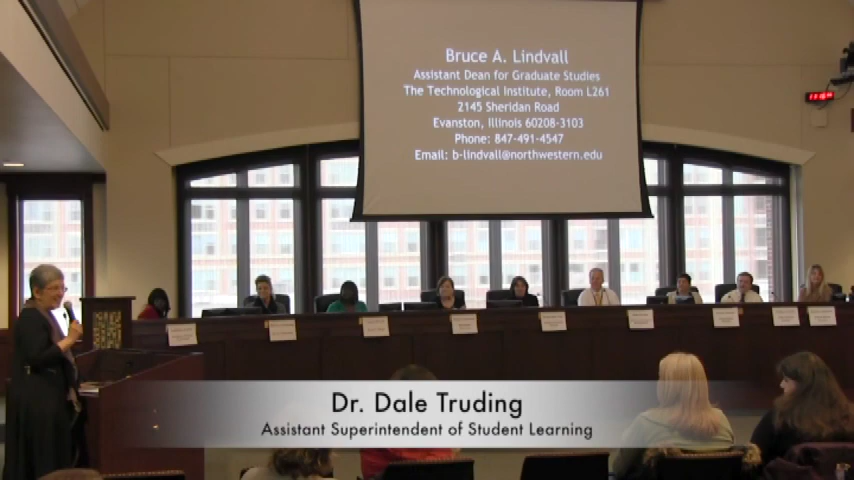 Bruce A. Lindvall
Assistant Dean for Graduate Studies
The Technological Institute, Room L261
2145 Sheridan Road
Evanston, Illinois 60208-3103
Phone: 847-491-4547
Email: b-lindvall@northwestern.edu
Dr. Dale Truding
Assistant Superintendent of Student Learning